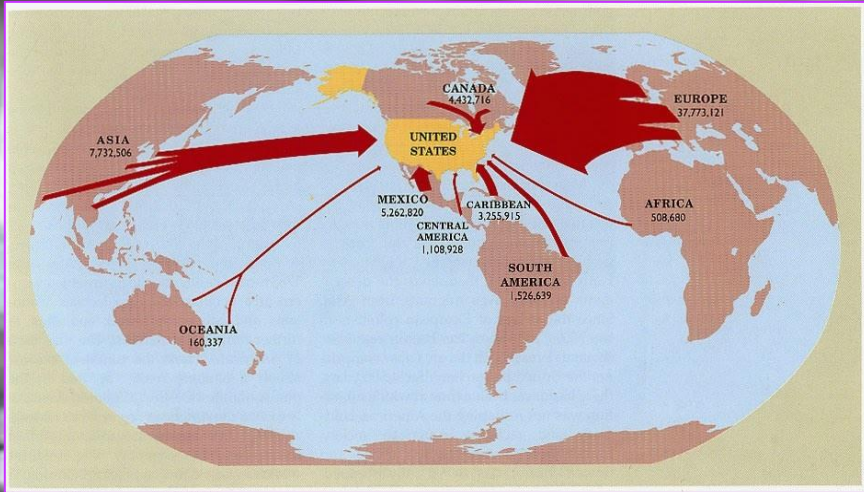 CANADA
4,432,716
EUROPE
37,773,121
ASIA
7,732,506
UNITED
STATES
MEXICO
5,262,820
CARIBBEAN
3,255,915
AFRICA
508,680
CENTRAL
AMERICA
1,108,928
SOUTH
AMERICA
1,526,639
OCEANIA
160,337